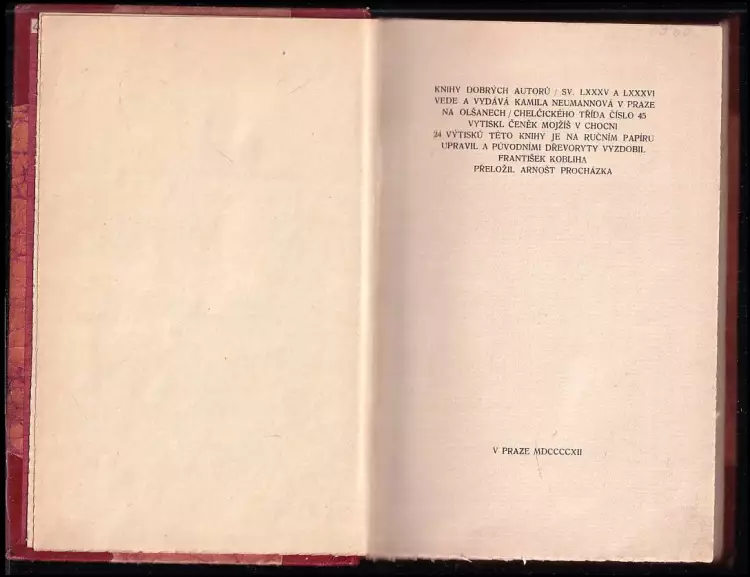 KNIHY DOBRÝCH AUTORŮ / SV. LXXXV A LXXXVI
VEDE A VYDÁVÁ KAMILA NEUMANNOVÁ V PRAZE
NA OLŠANECH / CHELČICKÉHO TŘÍDA ČÍSLO 45
VYTISKL ČENĚK MOJŽÍŠ V CHOCNI
24 VÝTISKŮ TÉTO KNIHY JE NA RUČNÍM PAPÍRU
UPRAVIL A PŮVODNÍMI DŘEVORYTY VYZDOBIL
FRANTIŠEK KOBLIHA
PŘELOŽIL ARNOŠT PROCHÁZKA
V PRAZE MDCCCCXII